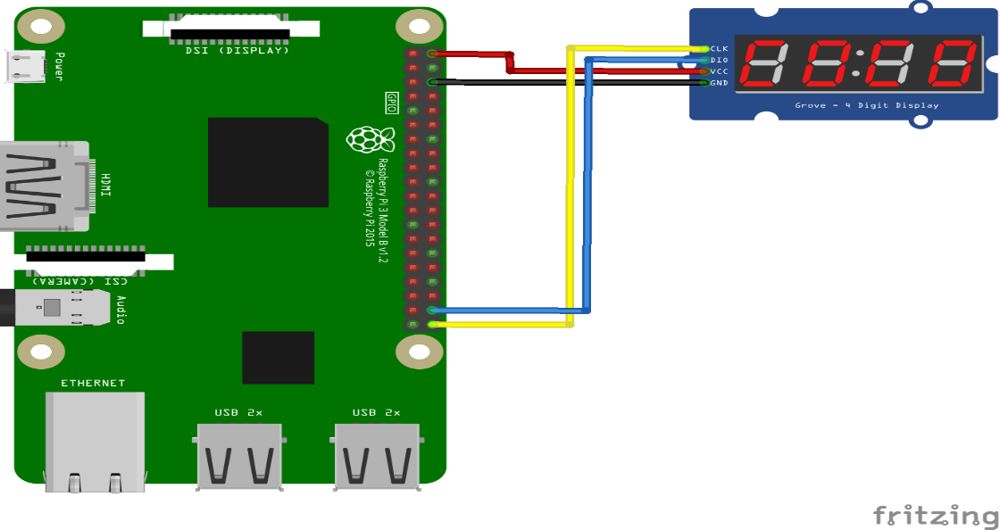 DSI (DISPLAY)
Power
GPIO
HDMI
Raspberry Pi 3 Model B v1.2
© Raspberry Pi 2015
CSI (CAMERA)
Audio
ETHERNET
USB 2x
USB 2x
CLK
DIO
VCC
GND
Grove - 4 Digit Display
fritzing